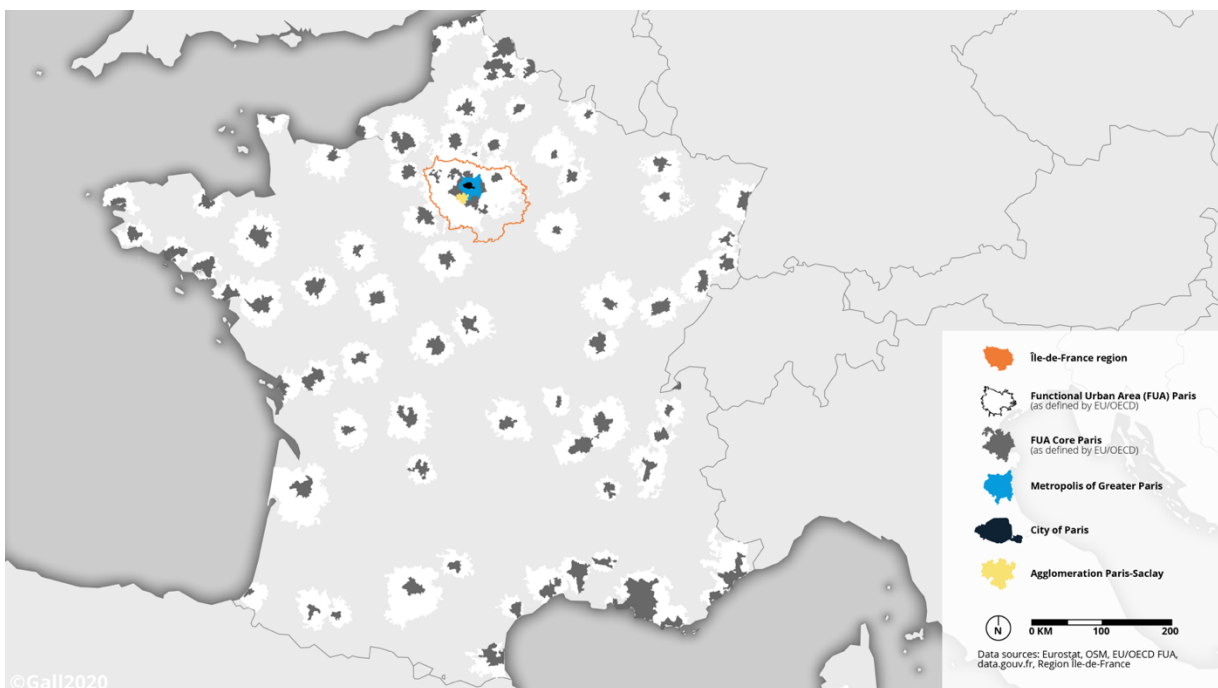 Île-de-France region
Functional Urban Area (FUA) Paris
(as defined by EU/OECD)
FUA Core Paris
(as defined by EU/OECD)
Metropolis of Greater Paris
City of Paris
Agglomeration Paris-Saclay
N
0 KM 100 200
Data sources: Eurostat, OSM, EU/OECD FUA,
data.gouv.fr, Region Ile-de-France
©Gall2020